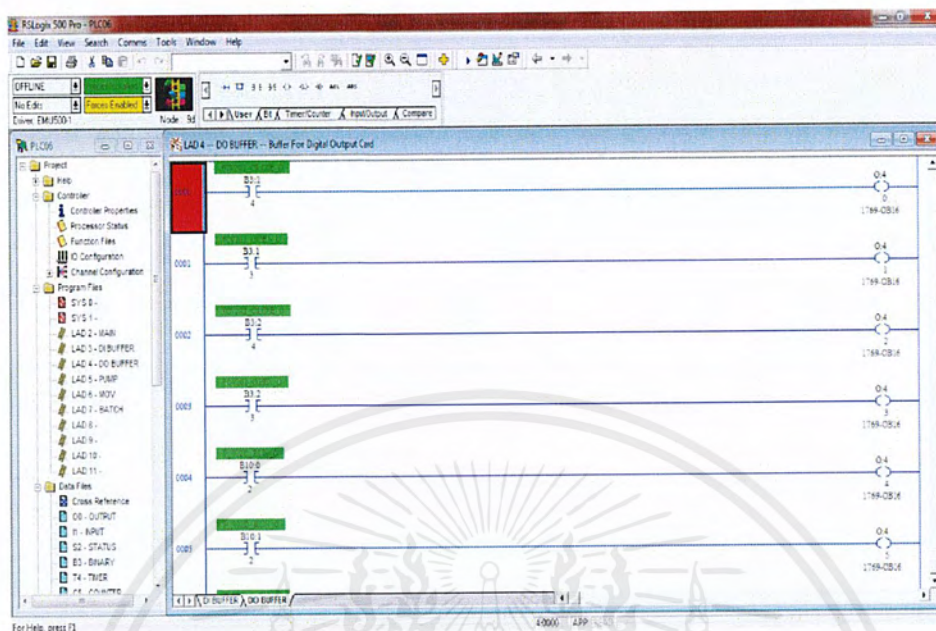 RSLogix 500 Pro - PLC06
File Edit View Search Comms Tools Window Help
OFFLINE
No Edits Forces Enabled
Driver: EMU500-1 Node: 9d
User Bit Timer/Counter Input/Output Compare
PLC06
Project
Help
Controller
Controller Properties
Processor Status
Function Files
IO Configuration
Channel Configuration
Program Files
SYS 0 -
SYS 1 -
LAD 2 - MAIN
LAD 3 - DI BUFFER
LAD 4 - DO BUFFER
LAD 5 - PUMP
LAD 6 - MOV
LAD 7 - BATCH
LAD 8 -
LAD 9 -
LAD 10 -
LAD 11 -
Data Files
Cross Reference
O0 - OUTPUT
I1 - INPUT
S2 - STATUS
B3 - BINARY
T4 - TIMER
C5 - COUNTER
LAD 4 -- DO BUFFER -- Buffer For Digital Output Card
0000
B3:1
4
O:4
0
1769-OB16
0001
B3:1
3
O:4
1
1769-OB16
0002
B3:2
4
O:4
2
1769-OB16
0003
B3:2
3
O:4
3
1769-OB16
0004
B10:0
2
O:4
4
1769-OB16
0005
B10:1
2
O:4
5
1769-OB16
DI BUFFER DO BUFFER
For Help, press F1
4:0000 APP